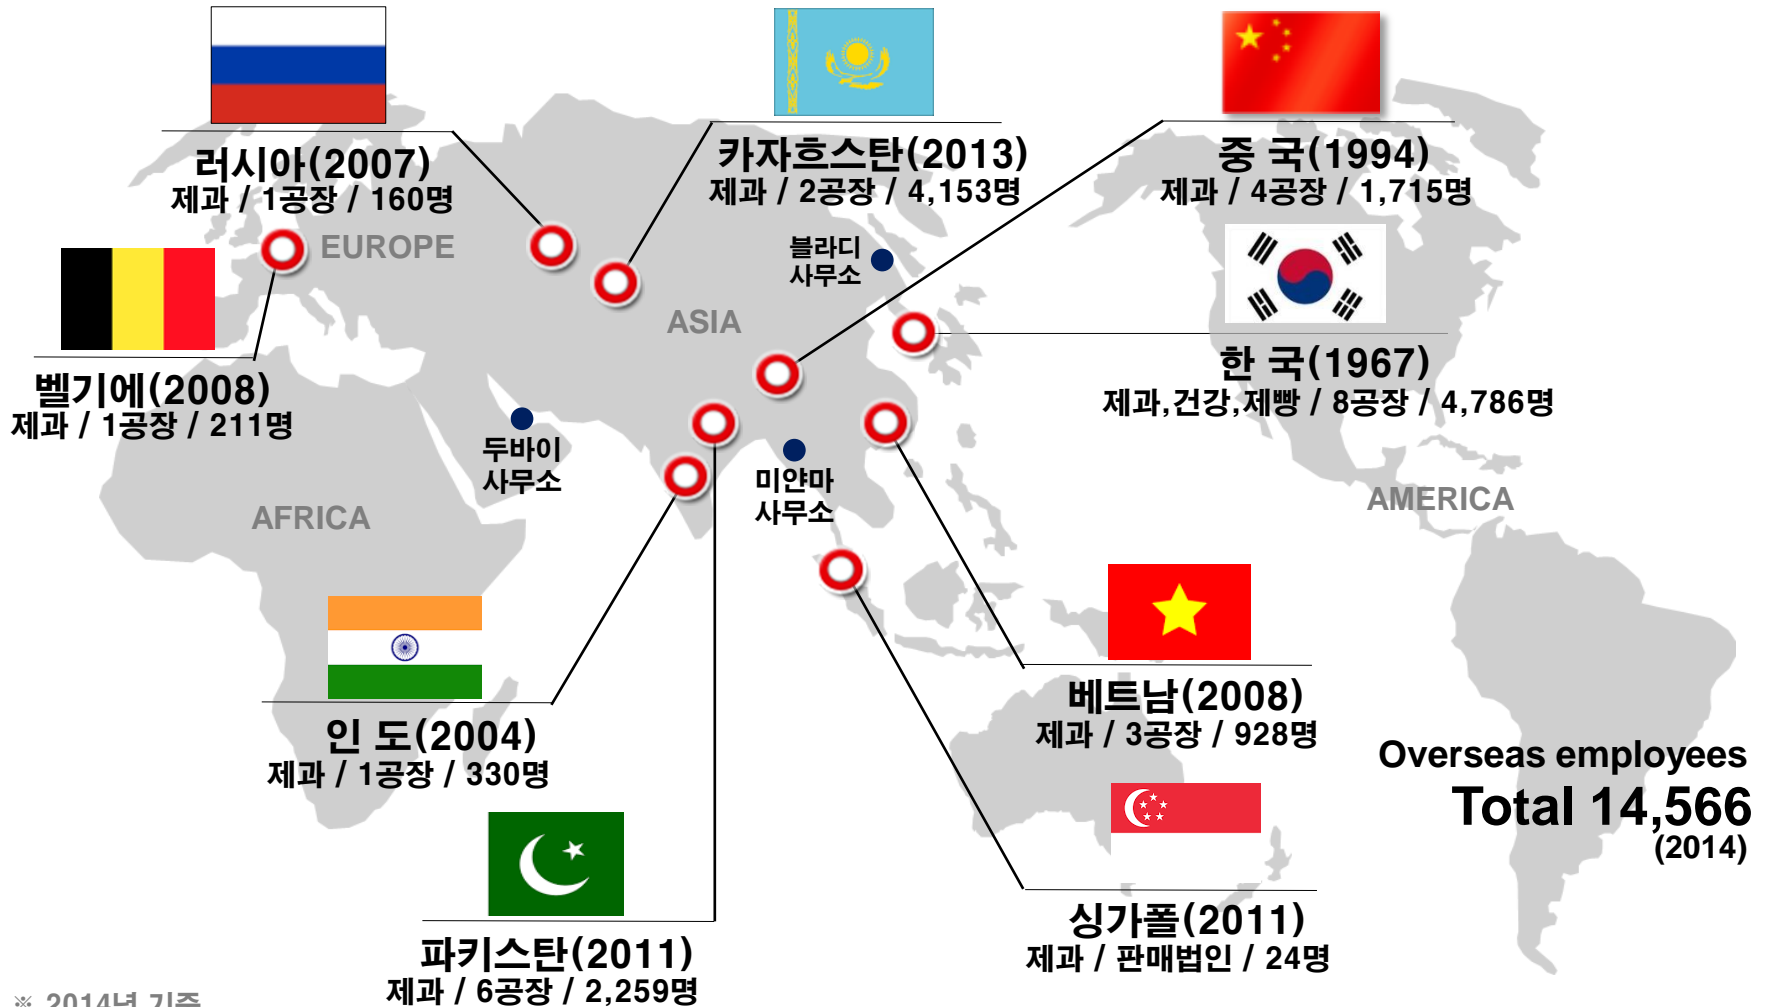 러시아(2007)
제과 / 1공장 / 160명
카자흐스탄(2013)
제과 / 2공장 / 4,153명
중 국(1994)
제과 / 4공장 / 1,715명
EUROPE
블라디
사무소
ASIA
한 국(1967)
제과,건강,제빵 / 8공장 / 4,786명
벨기에(2008)
제과 / 1공장 / 211명
두바이
사무소
미얀마
사무소
AFRICA
AMERICA
인 도(2004)
제과 / 1공장 / 330명
베트남(2008)
제과 / 3공장 / 928명
Overseas employees
Total 14,566
(2014)
싱가폴(2011)
제과 / 판매법인 / 24명
파키스탄(2011)
제과 / 6공장 / 2,259명
※ 2014년 기준